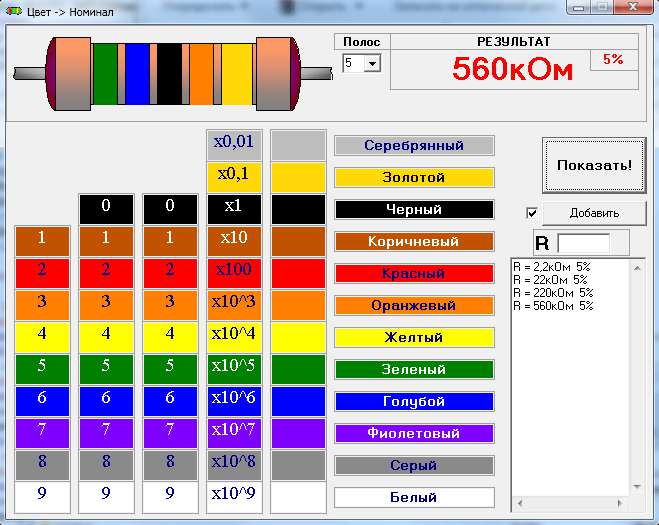 Цвет -> Номинал
Полос
5
РЕЗУЛЬТАТ
560кОм
5%
x0,01
Серебрянный
x0,1
Золотой
Показать!
0 0 x1
Черный
Добавить
1 1 1 x10
Коричневый
R
2 2 2 x100
Красный
3 3 3 x10^3
Оранжевый
4 4 4 x10^4
Желтый
5 5 5 x10^5
Зеленый
6 6 6 x10^6
Голубой
7 7 7 x10^7
Фиолетовый
8 8 8 x10^8
Серый
9 9 9 x10^9
Белый
R = 2,2кОм 5%
R = 22кОм 5%
R = 220кОм 5%
R = 560кОм 5%